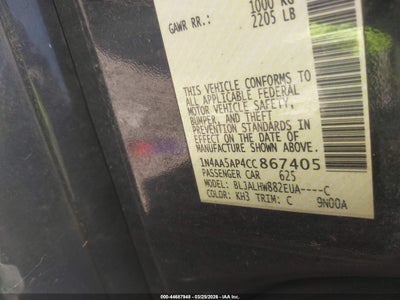 1000 KG
GAWR RR.: 2205 LB
THIS VEHICLE CONFORMS TO
ALL APPLICABLE FEDERAL
MOTOR VEHICLE SAFETY,
BUMPER, AND THEFT
PREVENTION STANDARDS IN
EFFECT ON THE DATE OF
MANUFACTURE SHOWN ABOVE.
1N4AA5AP4CC867405
PASSENGER CAR 625
MODEL: BLJALHW882EUA----C
COLOR: KH3 TRIM: C 9N00A
000-44687948 - 03/29/2026 - IAA Inc.